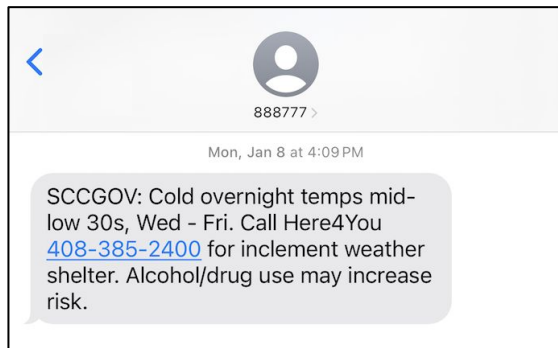 888777 >
Mon, Jan 8 at 4:09 PM
SCCGOV: Cold overnight temps mid-
low 30s, Wed - Fri. Call Here4You
408-385-2400 for inclement weather
shelter. Alcohol/drug use may increase
risk.